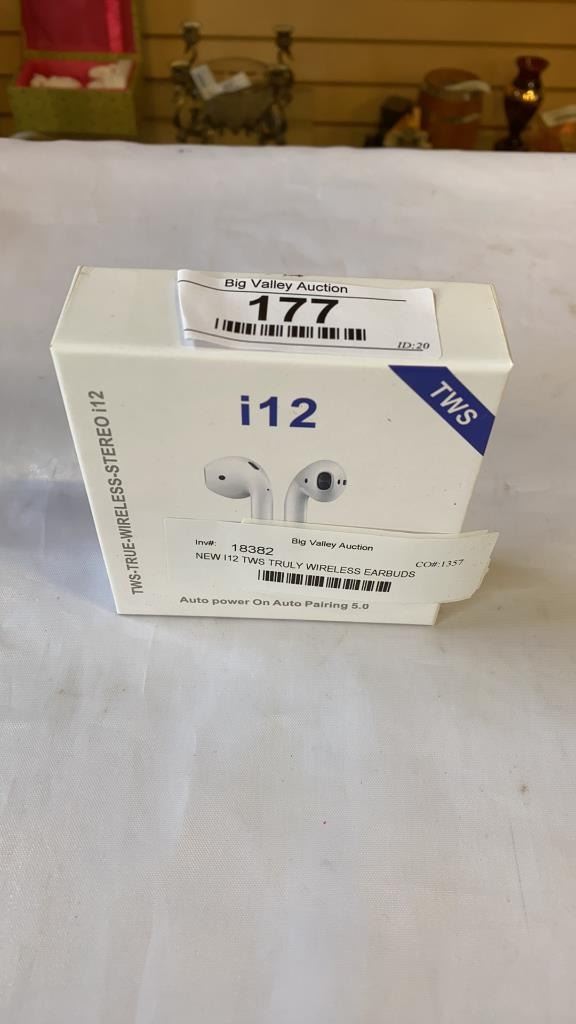 Big Valley Auction
177
ID:20
i12
TWS
TWS-TRUE-WIRELESS-STEREO i12
Inv#: 18382 Big Valley Auction CO#:1357
NEW I12 TWS TRULY WIRELESS EARBUDS
Auto power On Auto Pairing 5.0